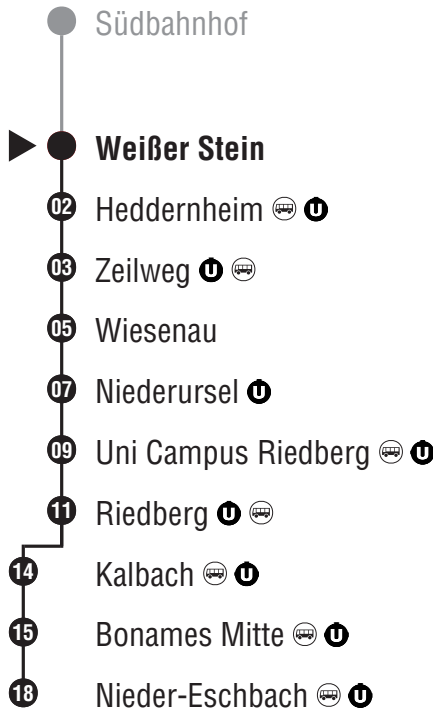 Südbahnhof
Weißer Stein
02 Heddernheim U
03 Zeilweg U
05 Wiesenau
07 Niederursel U
09 Uni Campus Riedberg U
11 Riedberg U
14 Kalbach U
15 Bonames Mitte U
18 Nieder-Eschbach U